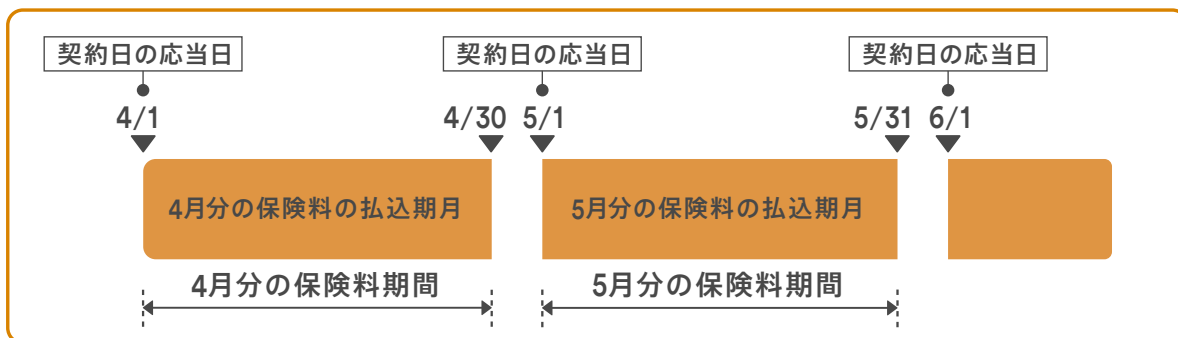 契約日の応当日 契約日の応当日 契約日の応当日
4/1 4/30 5/1 5/31 6/1
4月分の保険料の払込期月 5月分の保険料の払込期月
4月分の保険料期間 5月分の保険料期間